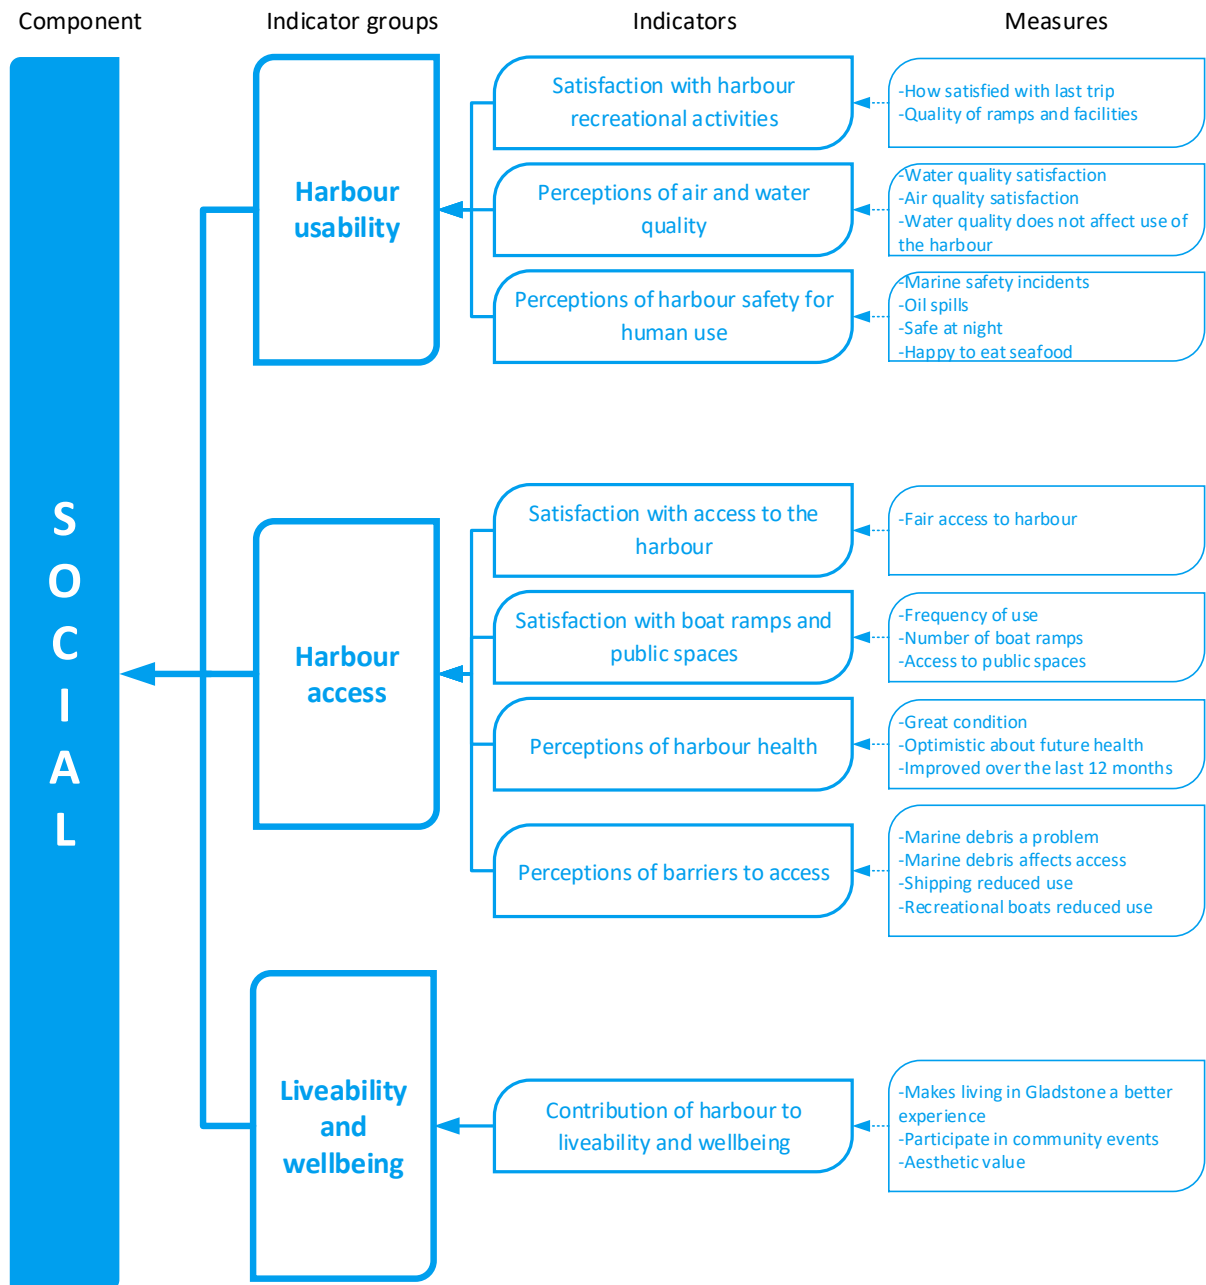 Component
Indicator groups
Indicators
Measures
S
O
C
I
A
L
Harbour
usability
Satisfaction with harbour
recreational activities
-How satisfied with last trip
-Quality of ramps and facilities
Perceptions of air and water
quality
-Water quality satisfaction
-Air quality satisfaction
-Water quality does not affect use of
the harbour
Perceptions of harbour safety for
human use
-Marine safety incidents
-Oil spills
-Safe at night
-Happy to eat seafood
Harbour
access
Satisfaction with access to the
harbour
-Fair access to harbour
Satisfaction with boat ramps and
public spaces
-Frequency of use
-Number of boat ramps
-Access to public spaces
Perceptions of harbour health
-Great condition
-Optimistic about future health
-Improved over the last 12 months
Perceptions of barriers to access
-Marine debris a problem
-Marine debris affects access
-Shipping reduced use
-Recreational boats reduced use
Liveability
and
wellbeing
Contribution of harbour to
liveability and wellbeing
-Makes living in Gladstone a better
experience
-Participate in community events
-Aesthetic value